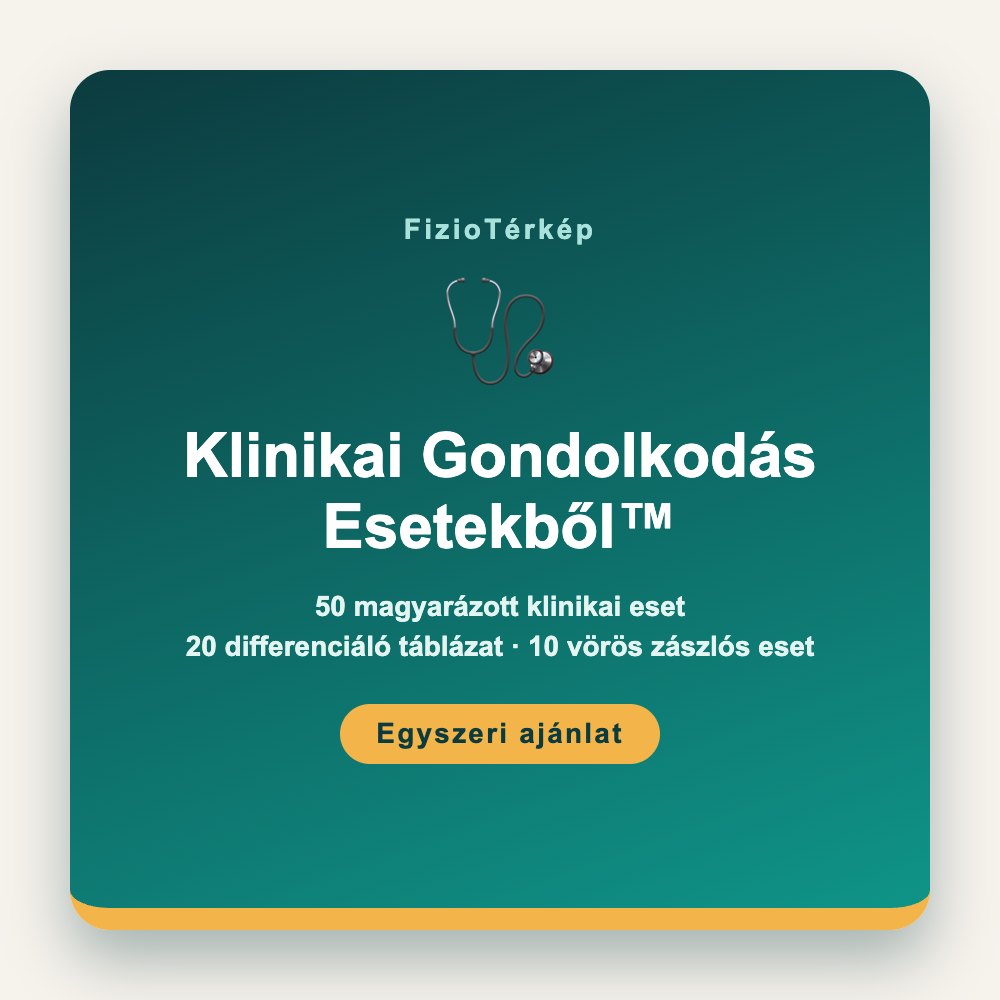 FizioTérkép
Klinikai Gondolkodás
Esetekből™
50 magyarázott klinikai eset
20 differenciáló táblázat · 10 vörös zászlós eset
Egyszeri ajánlat